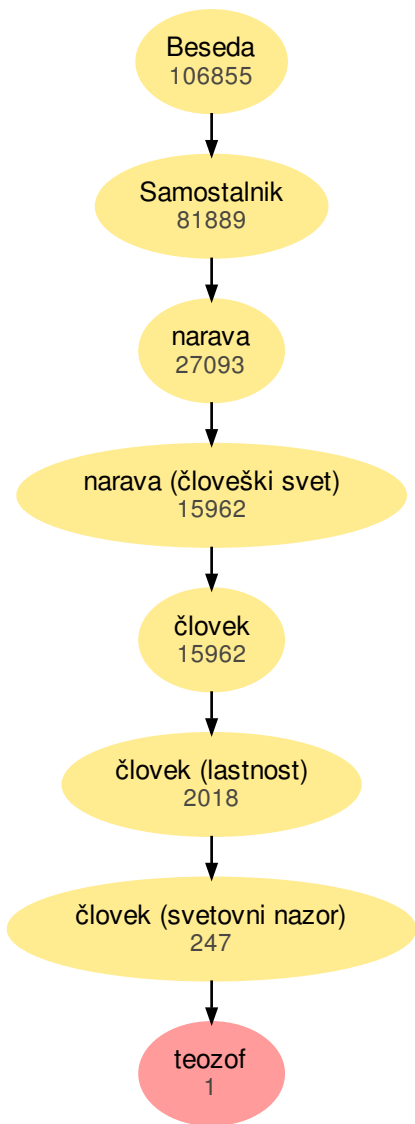 Beseda
106855
Samostalnik
81889
narava
27093
narava (človeški svet)
15962
človek
15962
človek (lastnost)
2018
človek (svetovni nazor)
247
teozof
1